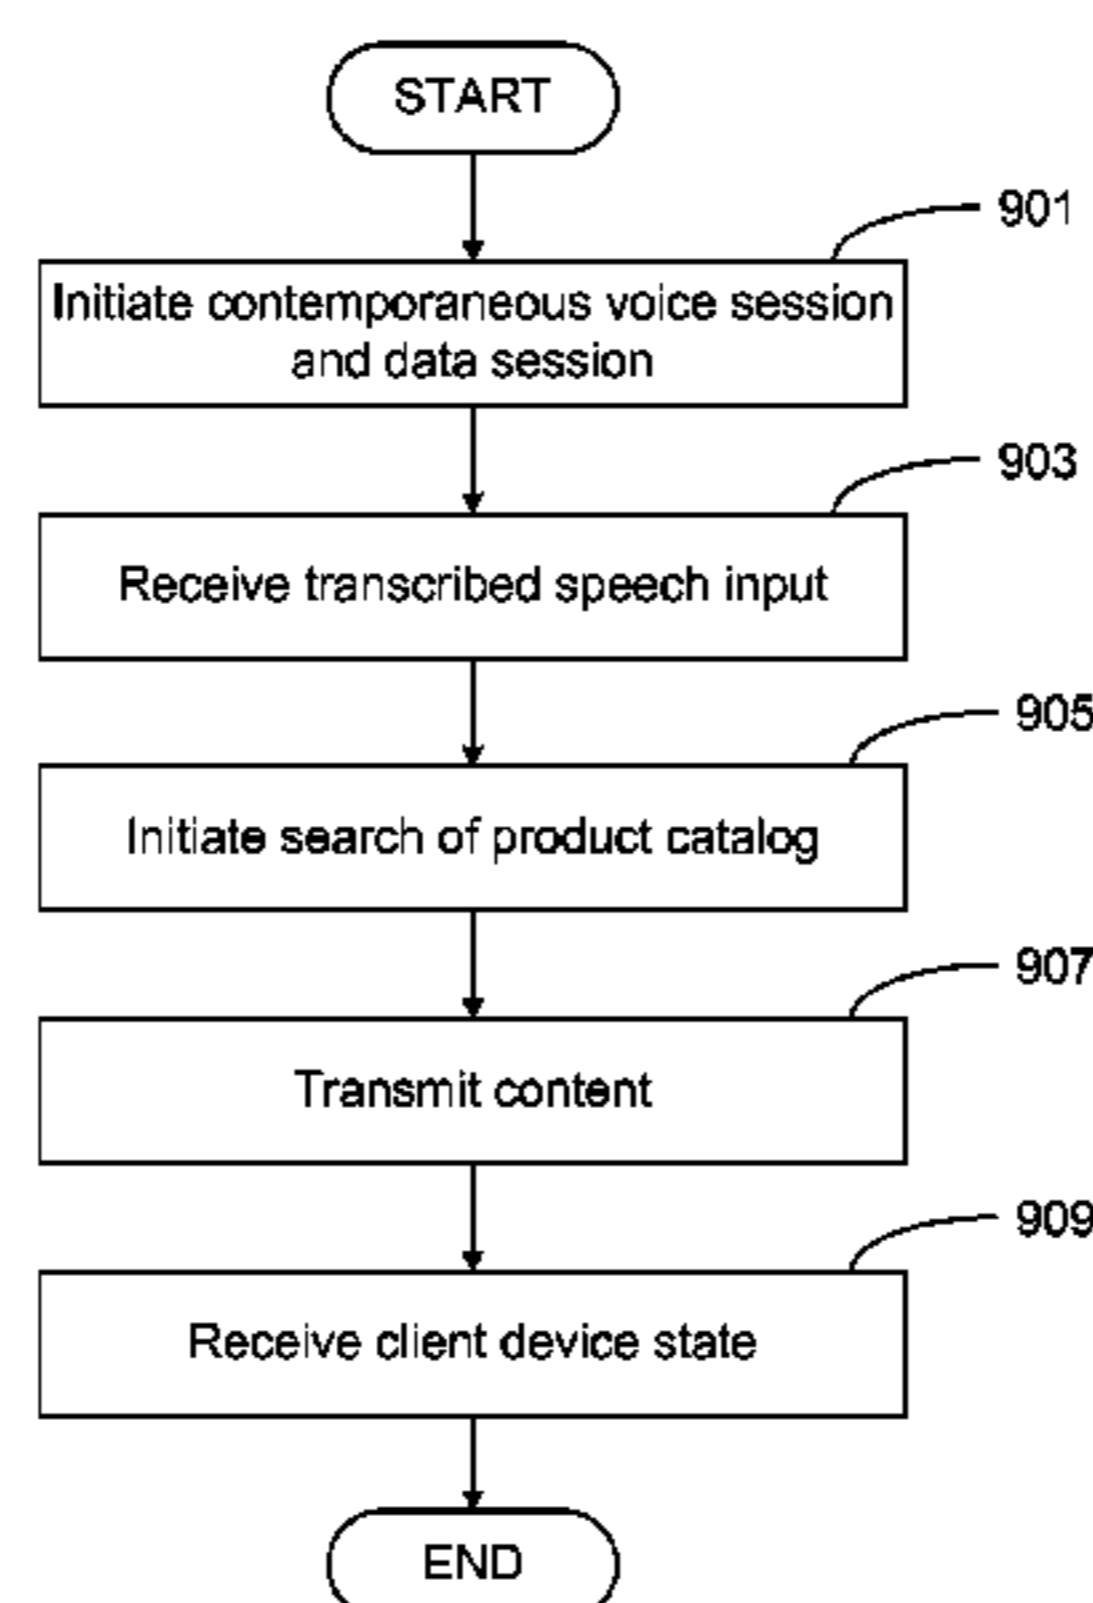 START
901
Initiate contemporaneous voice session
and data session
903
Receive transcribed speech input
905
Initiate search of product catalog
907
Transmit content
909
Receive client device state
END